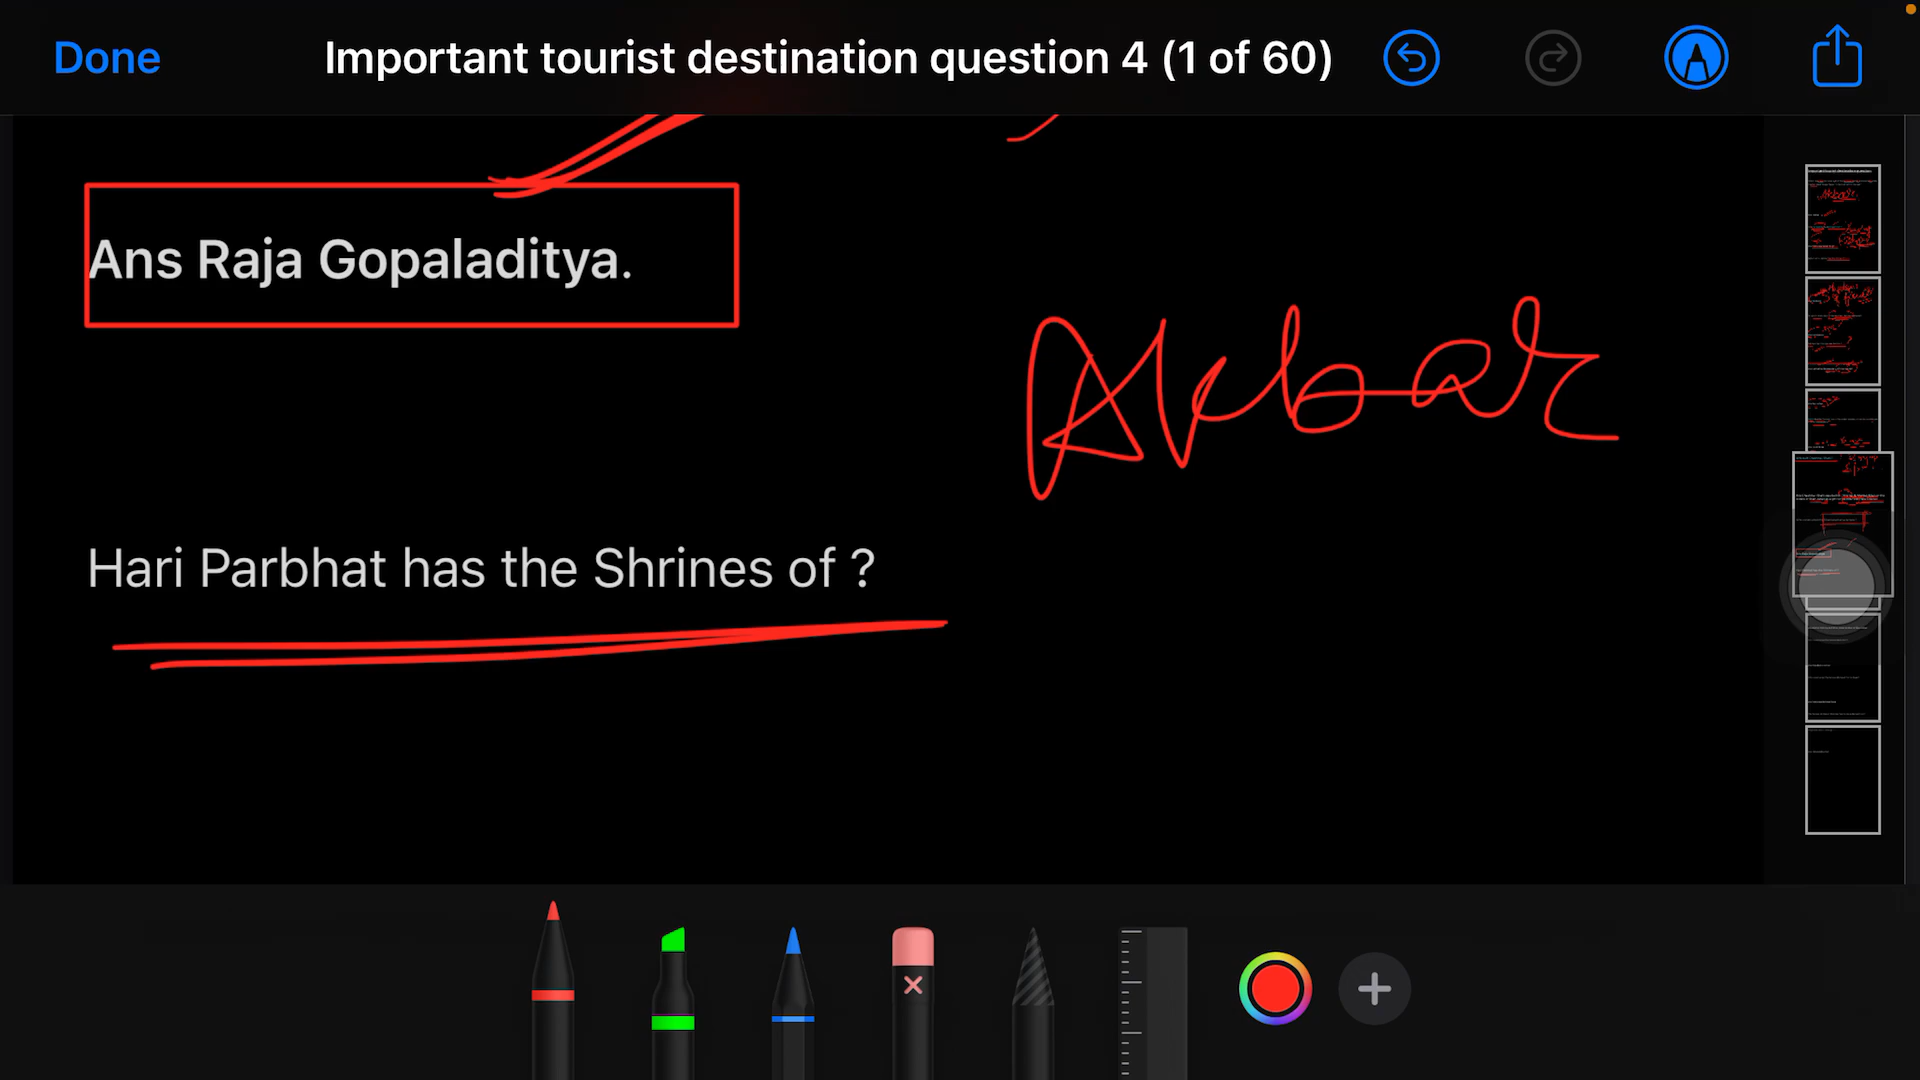 Done
Important tourist destination question 4 (1 of 60)
Ans Raja Gopaladitya.
Akbar
Hari Parbhat has the Shrines of ?